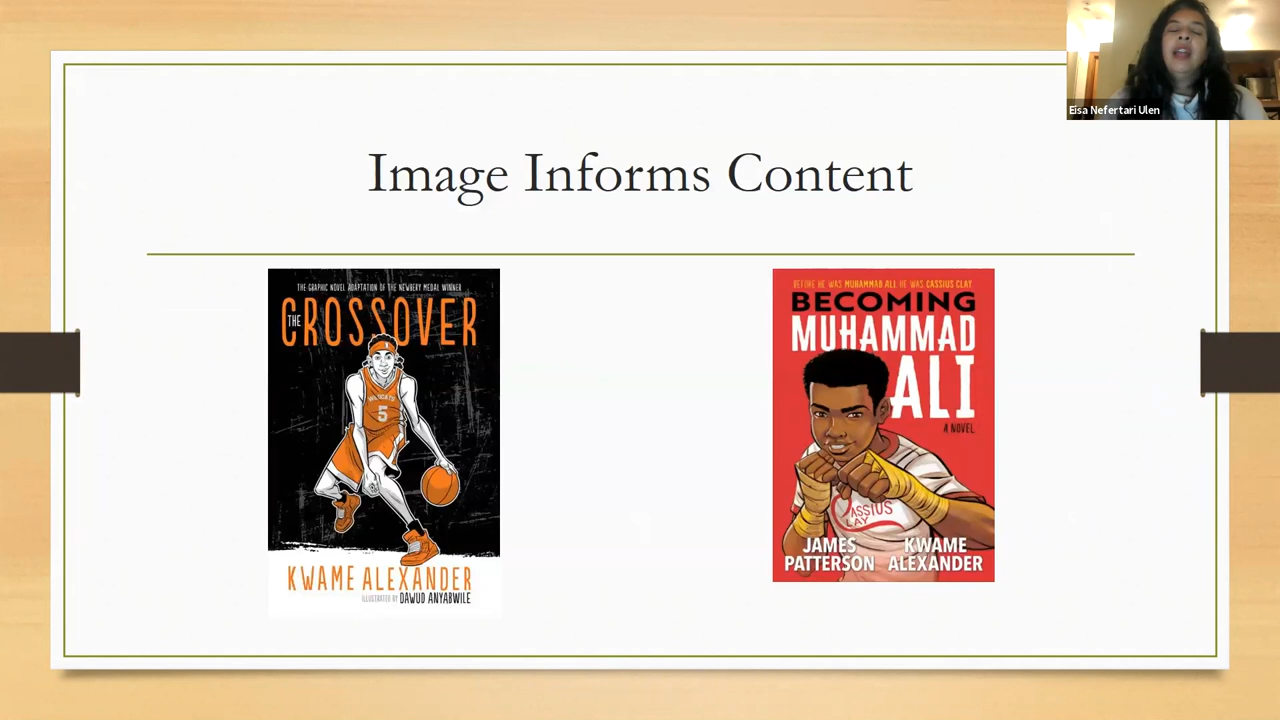 Eisa Nefertari Ulen
Image Informs Content
THE GRAPHIC NOVEL ADAPTATION OF THE NEWBERY MEDAL WINNER
THE CROSSOVER
WILDCATS
5
KWAME ALEXANDER
ILLUSTRATED BY DAWUD ANYABWILE
BEFORE HE WAS MUHAMMAD ALI, HE WAS CASSIUS CLAY
BECOMING
MUHAMMAD
ALI
A NOVEL
CASSIUS
CLAY
JAMES
PATTERSON
KWAME
ALEXANDER